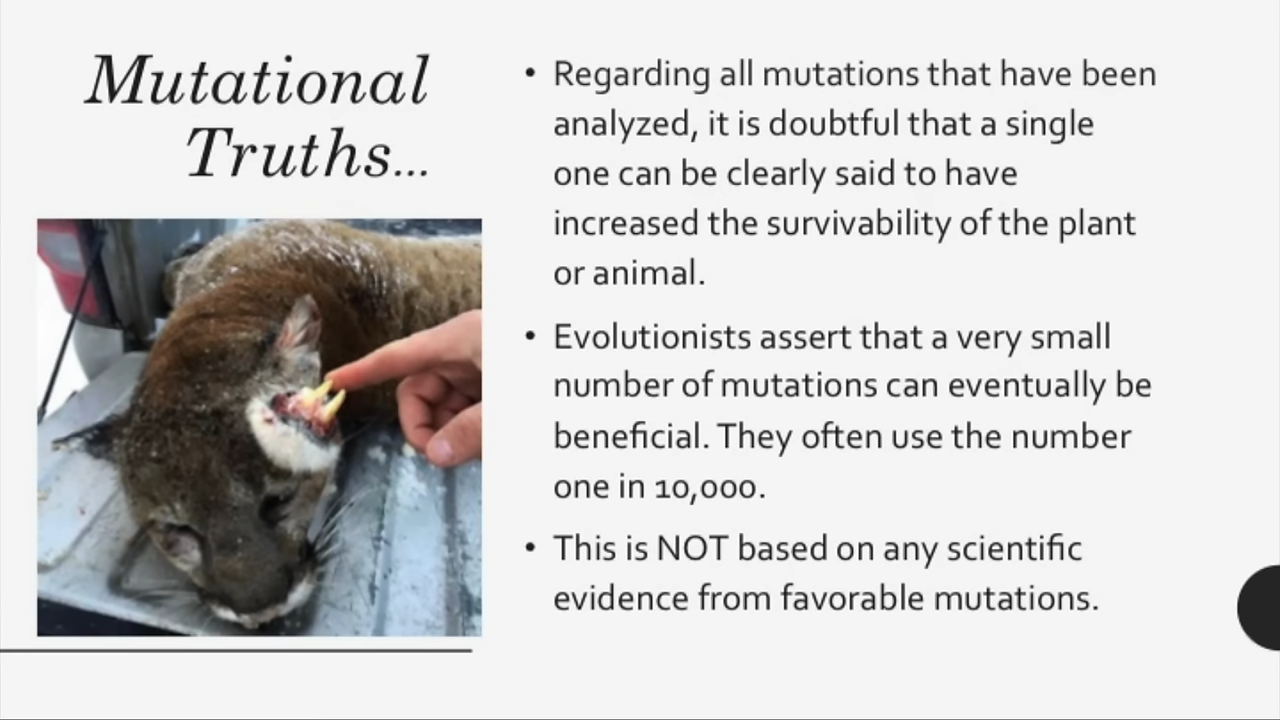 Mutational
Truths...
• Regarding all mutations that have been
analyzed, it is doubtful that a single
one can be clearly said to have
increased the survivability of the plant
or animal.
• Evolutionists assert that a very small
number of mutations can eventually be
beneficial. They often use the number
one in 10,000.
• This is NOT based on any scientific
evidence from favorable mutations.